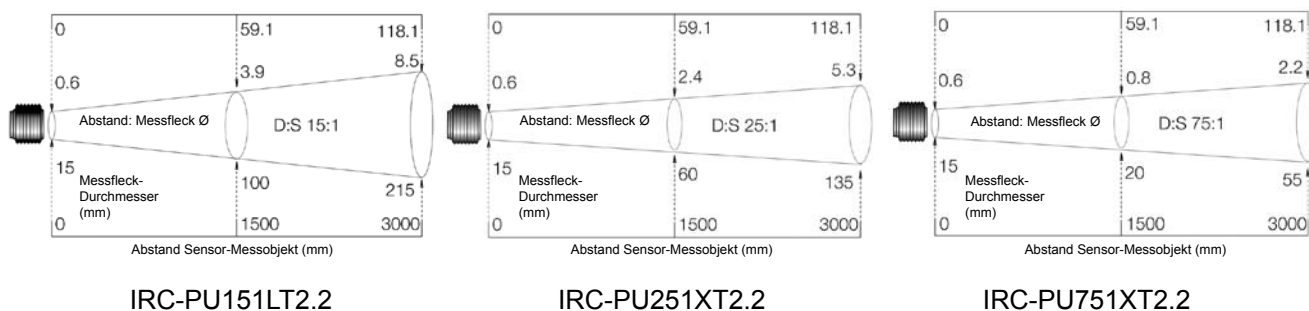 0
59.1
118.1
8.5
3.9
0.6
Abstand: Messfleck Ø
D:S 15:1
15
Messfleck-
Durchmesser
(mm)
100
215
0
1500
3000
Abstand Sensor-Messobjekt (mm)
IRC-PU151LT2.2
0
59.1
118.1
5.3
2.4
0.6
Abstand: Messfleck Ø
D:S 25:1
15
Messfleck-
Durchmesser
(mm)
60
135
0
1500
3000
Abstand Sensor-Messobjekt (mm)
IRC-PU251XT2.2
0
59.1
118.1
2.2
0.8
0.6
Abstand: Messfleck Ø
D:S 75:1
15
Messfleck-
Durchmesser
(mm)
20
55
0
1500
3000
Abstand Sensor-Messobjekt (mm)
IRC-PU751XT2.2